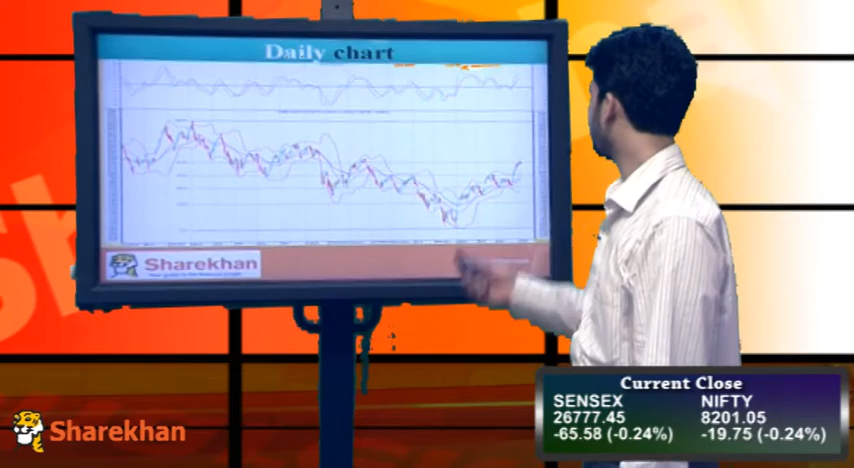 Daily chart
Sharekhan
Sharekhan
Current Close
SENSEX NIFTY
26777.45 8201.05
-65.58 (-0.24%) -19.75 (-0.24%)